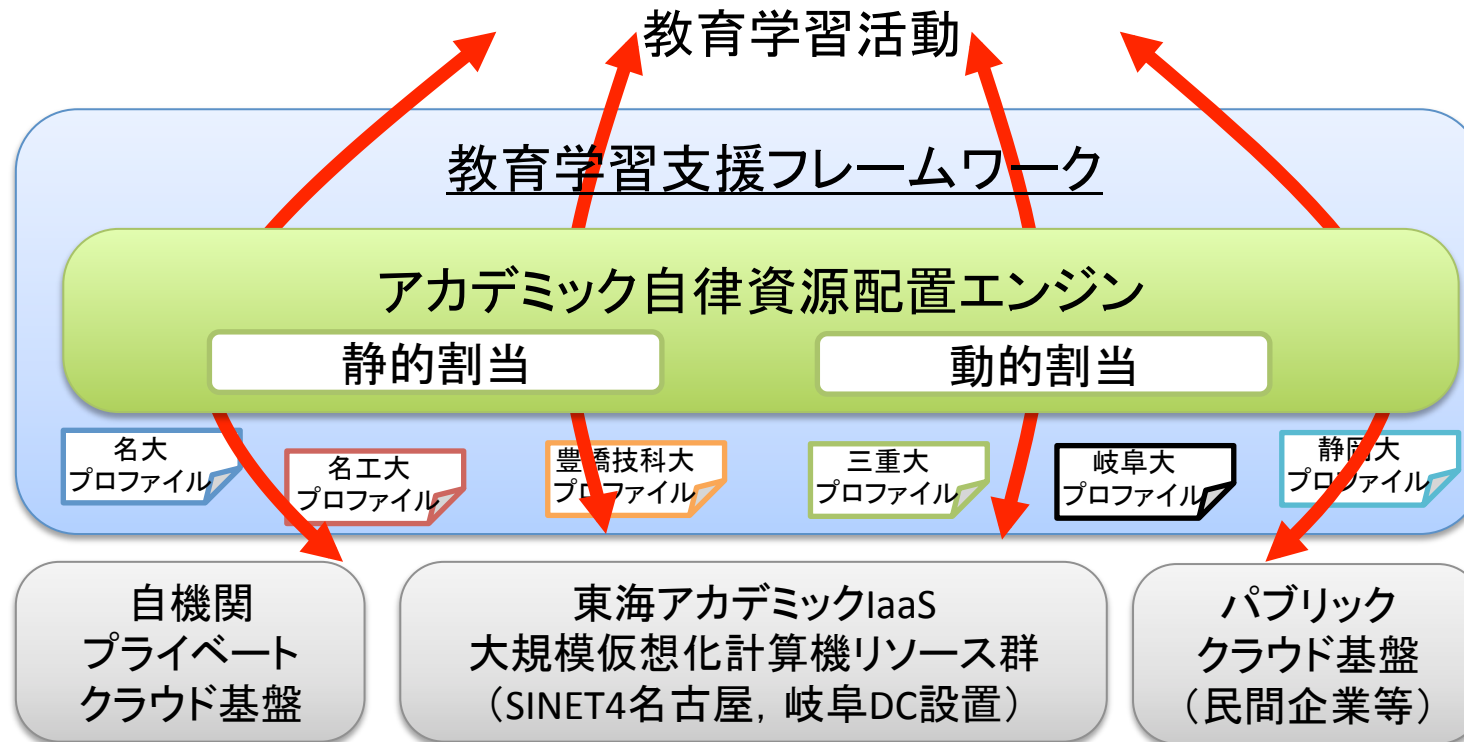 教育学習活動
教育学習支援フレームワーク
アカデミック自律資源配置エンジン
静的割当
動的割当
名大
プロファイル
名工大
プロファイル
豊橋技科大
プロファイル
三重大
プロファイル
岐阜大
プロファイル
静岡大
プロファイル
自機関
プライベート
クラウド基盤
東海アカデミックIaaS
大規模仮想化計算機リソース群
（SINET4名古屋，岐阜DC設置）
パブリック
クラウド基盤
（民間企業等）